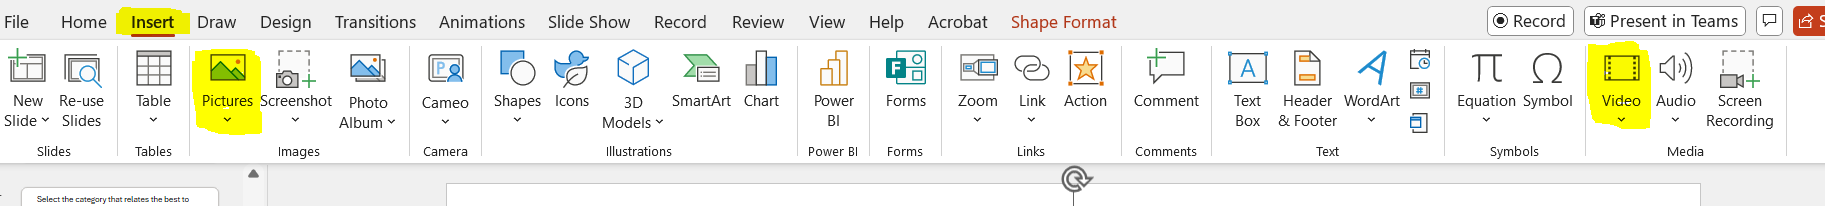 File Home Insert Draw Design Transitions Animations Slide Show Record Review View Help Acrobat Shape Format Record Present in Teams
New Slide
Re-use Slides
Table
Pictures
Screenshot
Photo Album
Cameo
Shapes
Icons
3D Models
SmartArt
Chart
Power BI
Forms
Zoom
Link
Action
Comment
Text Box
Header & Footer
WordArt
Equation
Symbol
Video
Audio
Screen Recording
Slides Tables Images Camera Illustrations Power BI Forms Links Comments Text Symbols Media
Select the category that relates the best to